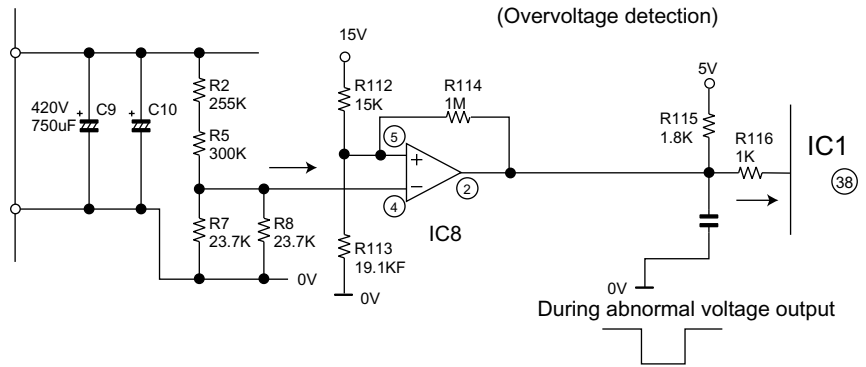 (Overvoltage detection)
15V
5V
R2
255K
R112
15K
R114
1M
420V
750uF
+
C9
+
C10
R115
1.8K
R116
1K
IC1
38
R5
300K
5
+
−
2
4
IC8
R7
23.7K
R8
23.7K
R113
19.1KF
0V
0V
0V
During abnormal voltage output